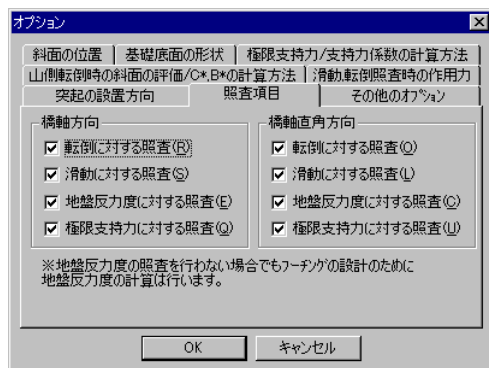 オプション
斜面の位置
基礎底面の形状
極限支持力/支持力係数の計算方法
山側転倒時の斜面の評価/C*,B*の計算方法
滑動,転倒照査時の作用力
突起の設置方向
照査項目
その他のオプション
橋軸方向
転倒に対する照査(R)
滑動に対する照査(S)
地盤反力度に対する照査(E)
極限支持力に対する照査(Q)
橋軸直角方向
転倒に対する照査(O)
滑動に対する照査(L)
地盤反力度に対する照査(C)
極限支持力に対する照査(U)
※地盤反力度の照査を行わない場合でもフーチングの設計のために
地盤反力度の計算は行います。
OK
キャンセル